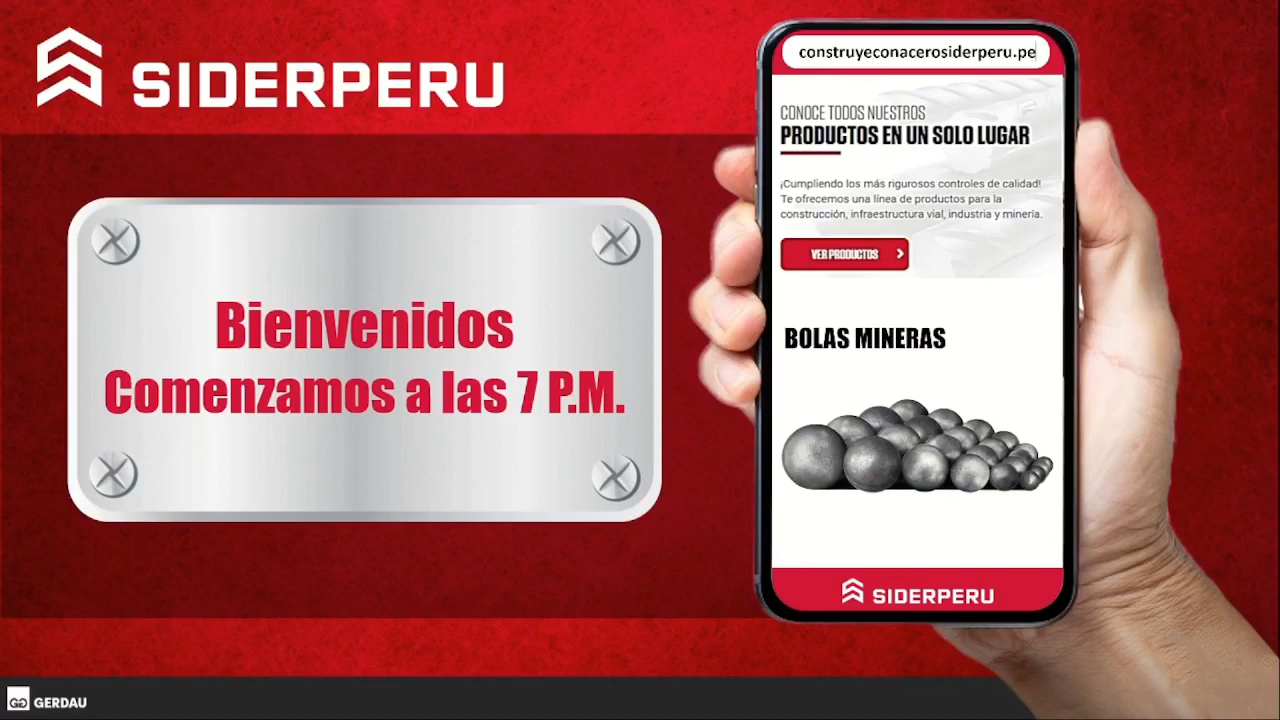 SIDERPERU
Bienvenidos
Comenzamos a las 7 P.M.
construyeconacerosiderperu.pe
CONOCE TODOS NUESTROS
PRODUCTOS EN UN SOLO LUGAR
¡Cumpliendo los más rigurosos controles de calidad!
Te ofrecemos una línea de productos para la
construcción, infraestructura vial, industria y minería.
VER PRODUCTOS
BOLAS MINERAS
SIDERPERU
GERDAU